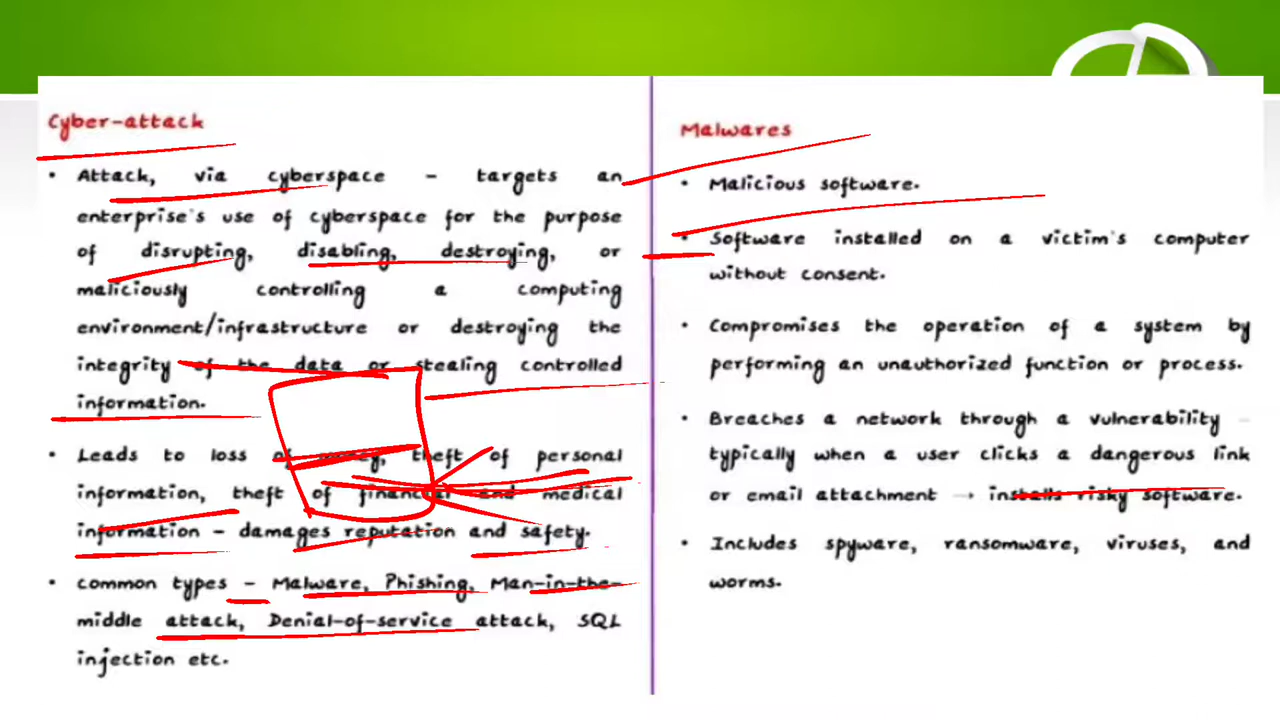 Cyber-attack
• Attack, via cyberspace - targets an
enterprise's use of cyberspace for the purpose
of disrupting, disabling, destroying, or
maliciously controlling a computing
environment/infrastructure or destroying the
integrity of the data or stealing controlled
information.
• Leads to loss of money, theft of personal
information, theft of financial and medical
information - damages reputation and safety.
• common types - Malware, Phishing, Man-in-the-
middle attack, Denial-of-service attack, SQL
injection etc.
Malwares
• Malicious software.
• Software installed on a victim's computer
without consent.
• Compromises the operation of a system by
performing an unauthorized function or process.
• Breaches a network through a vulnerability -
typically when a user clicks a dangerous link
or email attachment → installs risky software.
• Includes spyware, ransomware, viruses, and
worms.